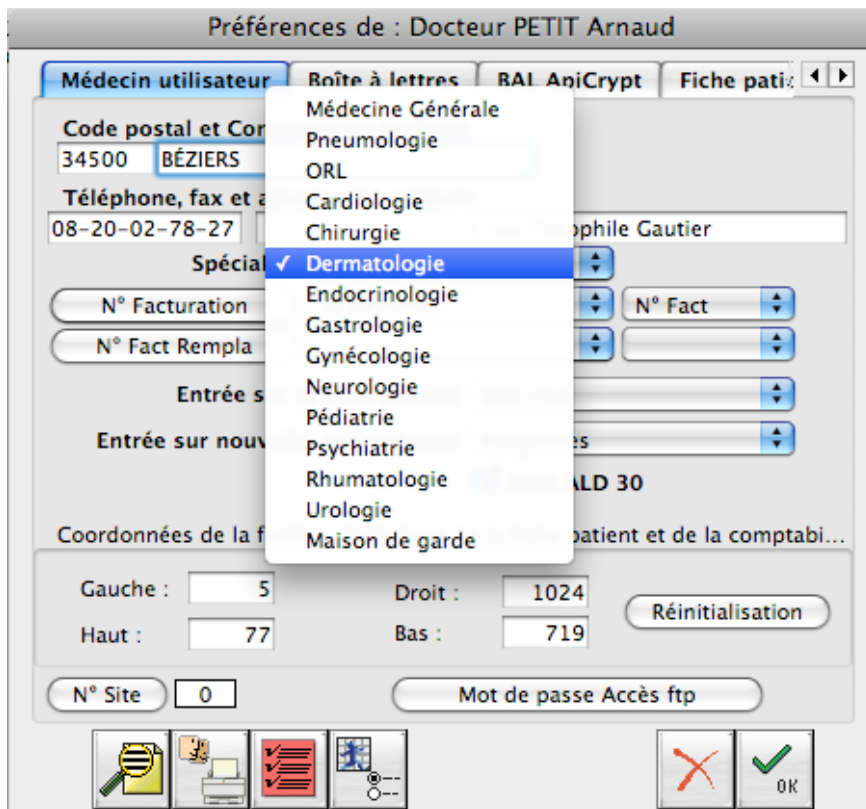 Préférences de : Docteur PETIT Arnaud
Médecin utilisateur Boîte à lettres BAL ApiCrypt Fiche pati
Code postal et Co
34500 BÉZIERS
Téléphone, fax et a
08-20-02-78-27 phile Gautier
Spécial
N° Facturation N° Fact
N° Fact Rempla
Entrée s
Entrée sur nouv es
ALD 30
Médecine Générale
Pneumologie
ORL
Cardiologie
Chirurgie
✓ Dermatologie
Endocrinologie
Gastrologie
Gynécologie
Neurologie
Pédiatrie
Psychiatrie
Rhumatologie
Urologie
Maison de garde
Coordonnées de la f patient et de la comptabi...
Gauche : 5 Droit : 1024
Réinitialisation
Haut : 77 Bas : 719
N° Site 0 Mot de passe Accès ftp
OK